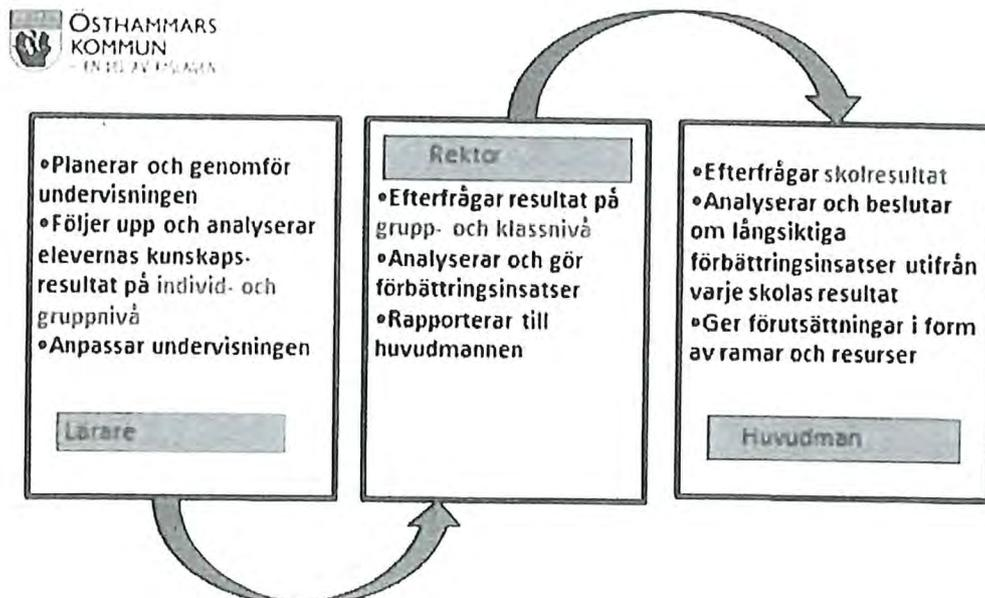 ÖSTHAMMARS
KOMMUN
•Planerar och genomför
undervisningen
•Följer upp och analyserar
elevernas kunskaps-
resultat på individ- och
gruppnivå
•Anpassar undervisningen
Lärare
Rektor
•Efterfrågar resultat på
grupp- och klassnivå
•Analyserar och gör
förbättringsinsatser
•Rapporterar till
huvudmannen
•Efterfrågar skolresultat
•Analyserar och beslutar
om långsiktiga
förbättringsinsatser utifrån
varje skolas resultat
•Ger förutsättningar i form
av ramar och resurser
Huvudman